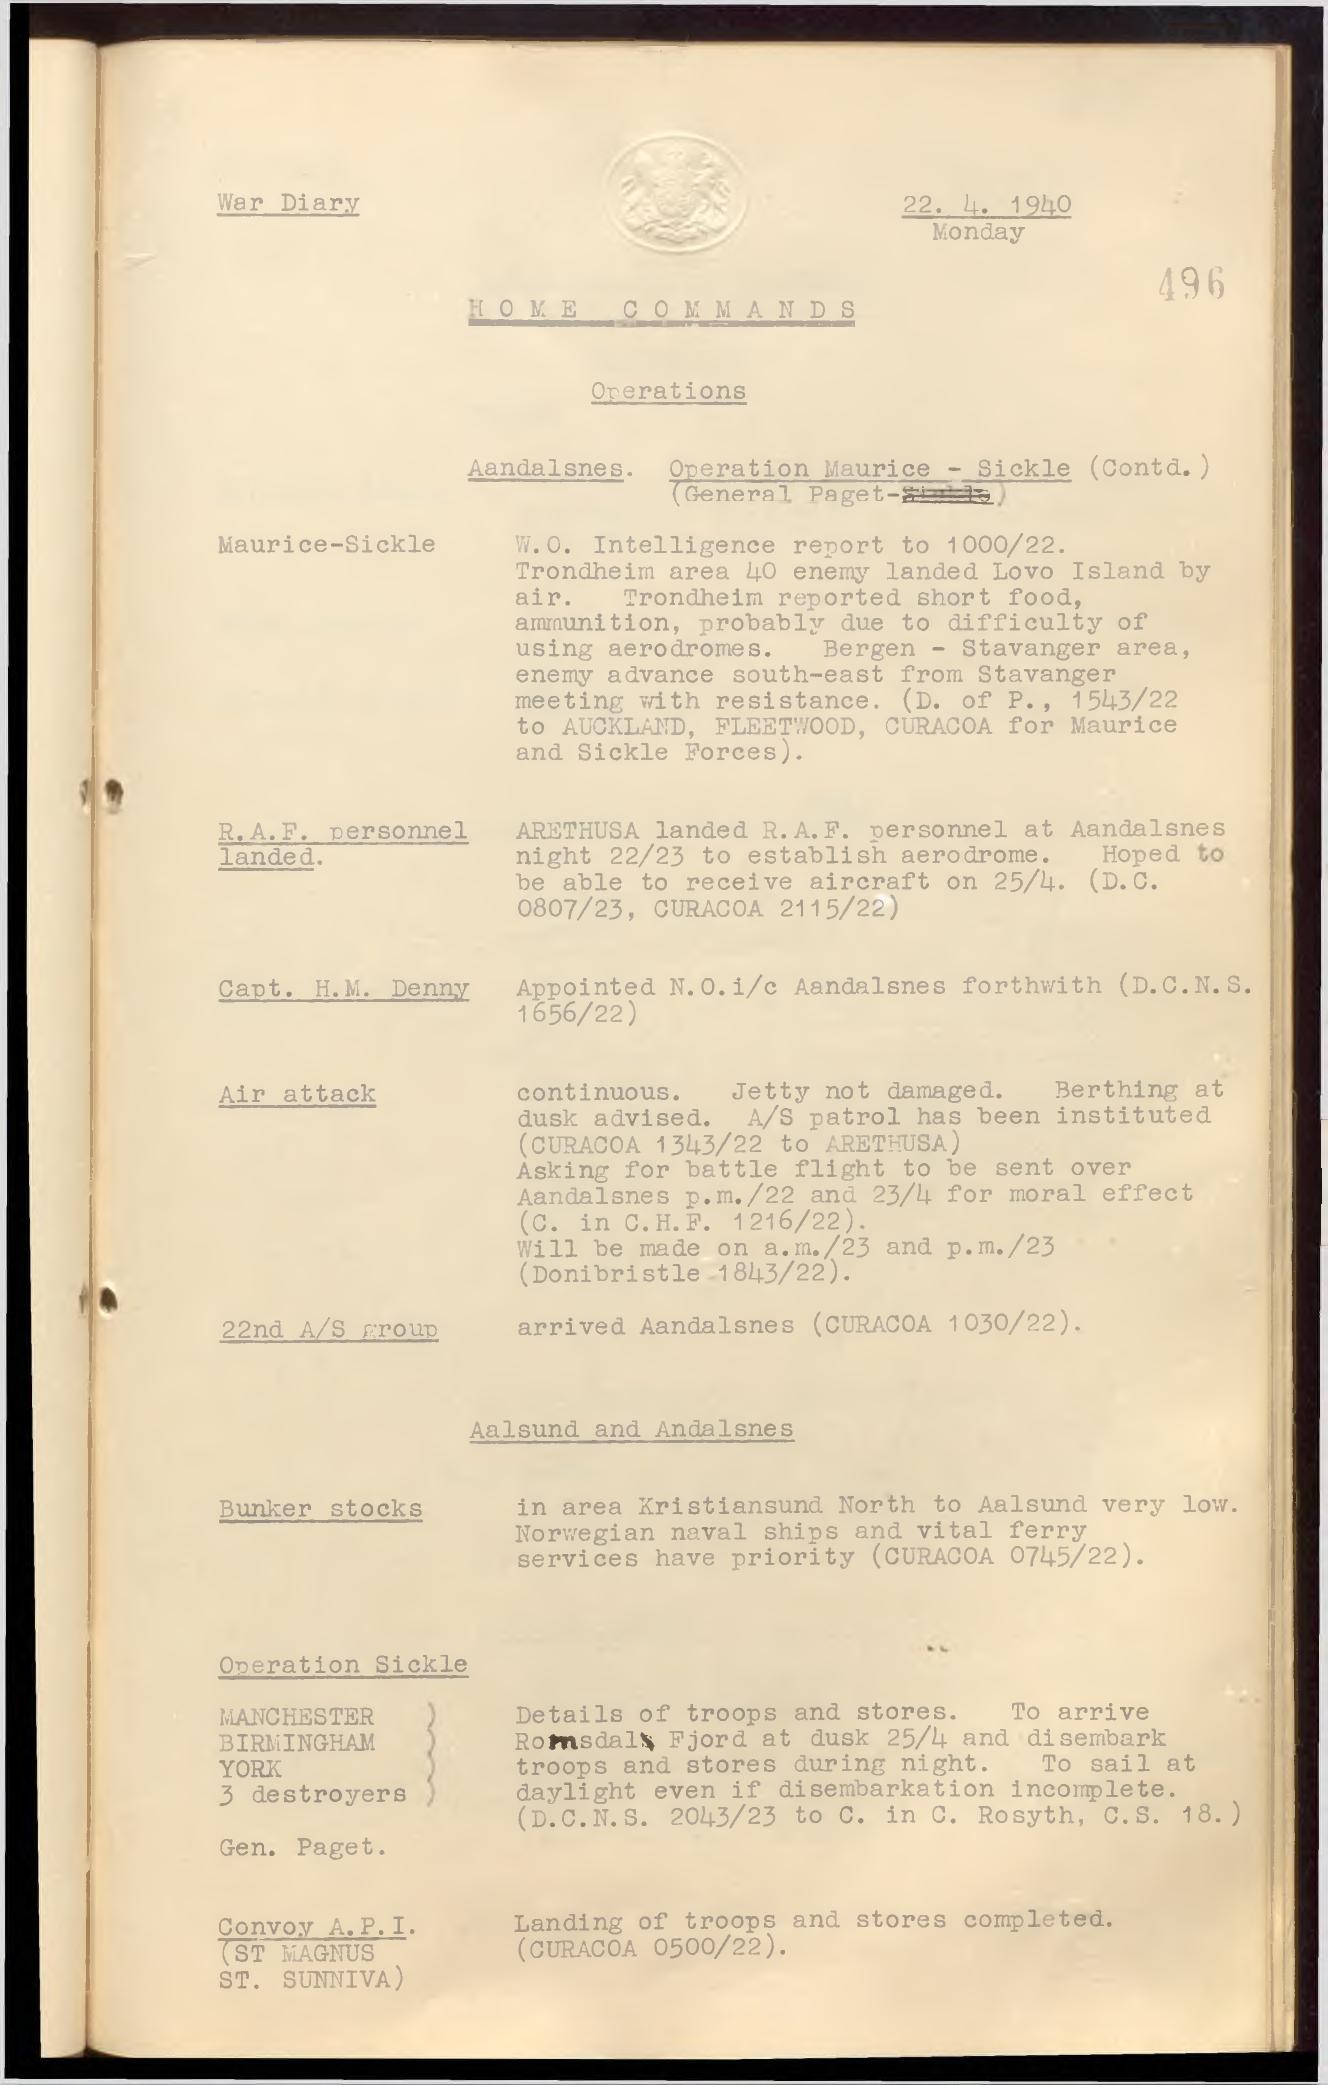 War Diary
22. 4. 1940
Monday
496
HOME COMMANDS
Operations
Aandalsnes. Operation Maurice - Sickle (Contd.)
(General Paget-Sickle)
Maurice-Sickle W.O. Intelligence report to 1000/22.
Trondheim area 40 enemy landed Lovo Island by
air. Trondheim reported short food,
ammunition, probably due to difficulty of
using aerodromes. Bergen - Stavanger area,
enemy advance south-east from Stavanger
meeting with resistance. (D. of P., 1543/22
to AUCKLAND, FLEETWOOD, CURACOA for Maurice
and Sickle Forces).
R.A.F. personnel ARETHUSA landed R.A.F. personnel at Aandalsnes
landed. night 22/23 to establish aerodrome. Hoped to
be able to receive aircraft on 25/4. (D.C.
0807/23, CURACOA 2115/22)
Capt. H.M. Denny Appointed N.O.i/c Aandalsnes forthwith (D.C.N.S.
1656/22)
Air attack continuous. Jetty not damaged. Berthing at
dusk advised. A/S patrol has been instituted
(CURACOA 1343/22 to ARETHUSA)
Asking for battle flight to be sent over
Aandalsnes p.m./22 and 23/4 for moral effect
(C. in C.H.F. 1216/22).
Will be made on a.m./23 and p.m./23
(Donibristle 1843/22).
22nd A/S group arrived Aandalsnes (CURACOA 1030/22).
Aalsund and Andalsnes
Bunker stocks in area Kristiansund North to Aalsund very low.
Norwegian naval ships and vital ferry
services have priority (CURACOA 0745/22).
Operation Sickle
MANCHESTER ) Details of troops and stores. To arrive
BIRMINGHAM ) Romsdals Fjord at dusk 25/4 and disembark
YORK ) troops and stores during night. To sail at
3 destroyers ) daylight even if disembarkation incomplete.
(D.C.N.S. 2043/23 to C. in C. Rosyth, C.S. 18.)
Gen. Paget.
Convoy A.P.I. Landing of troops and stores completed.
(ST MAGNUS (CURACOA 0500/22).
ST. SUNNIVA)